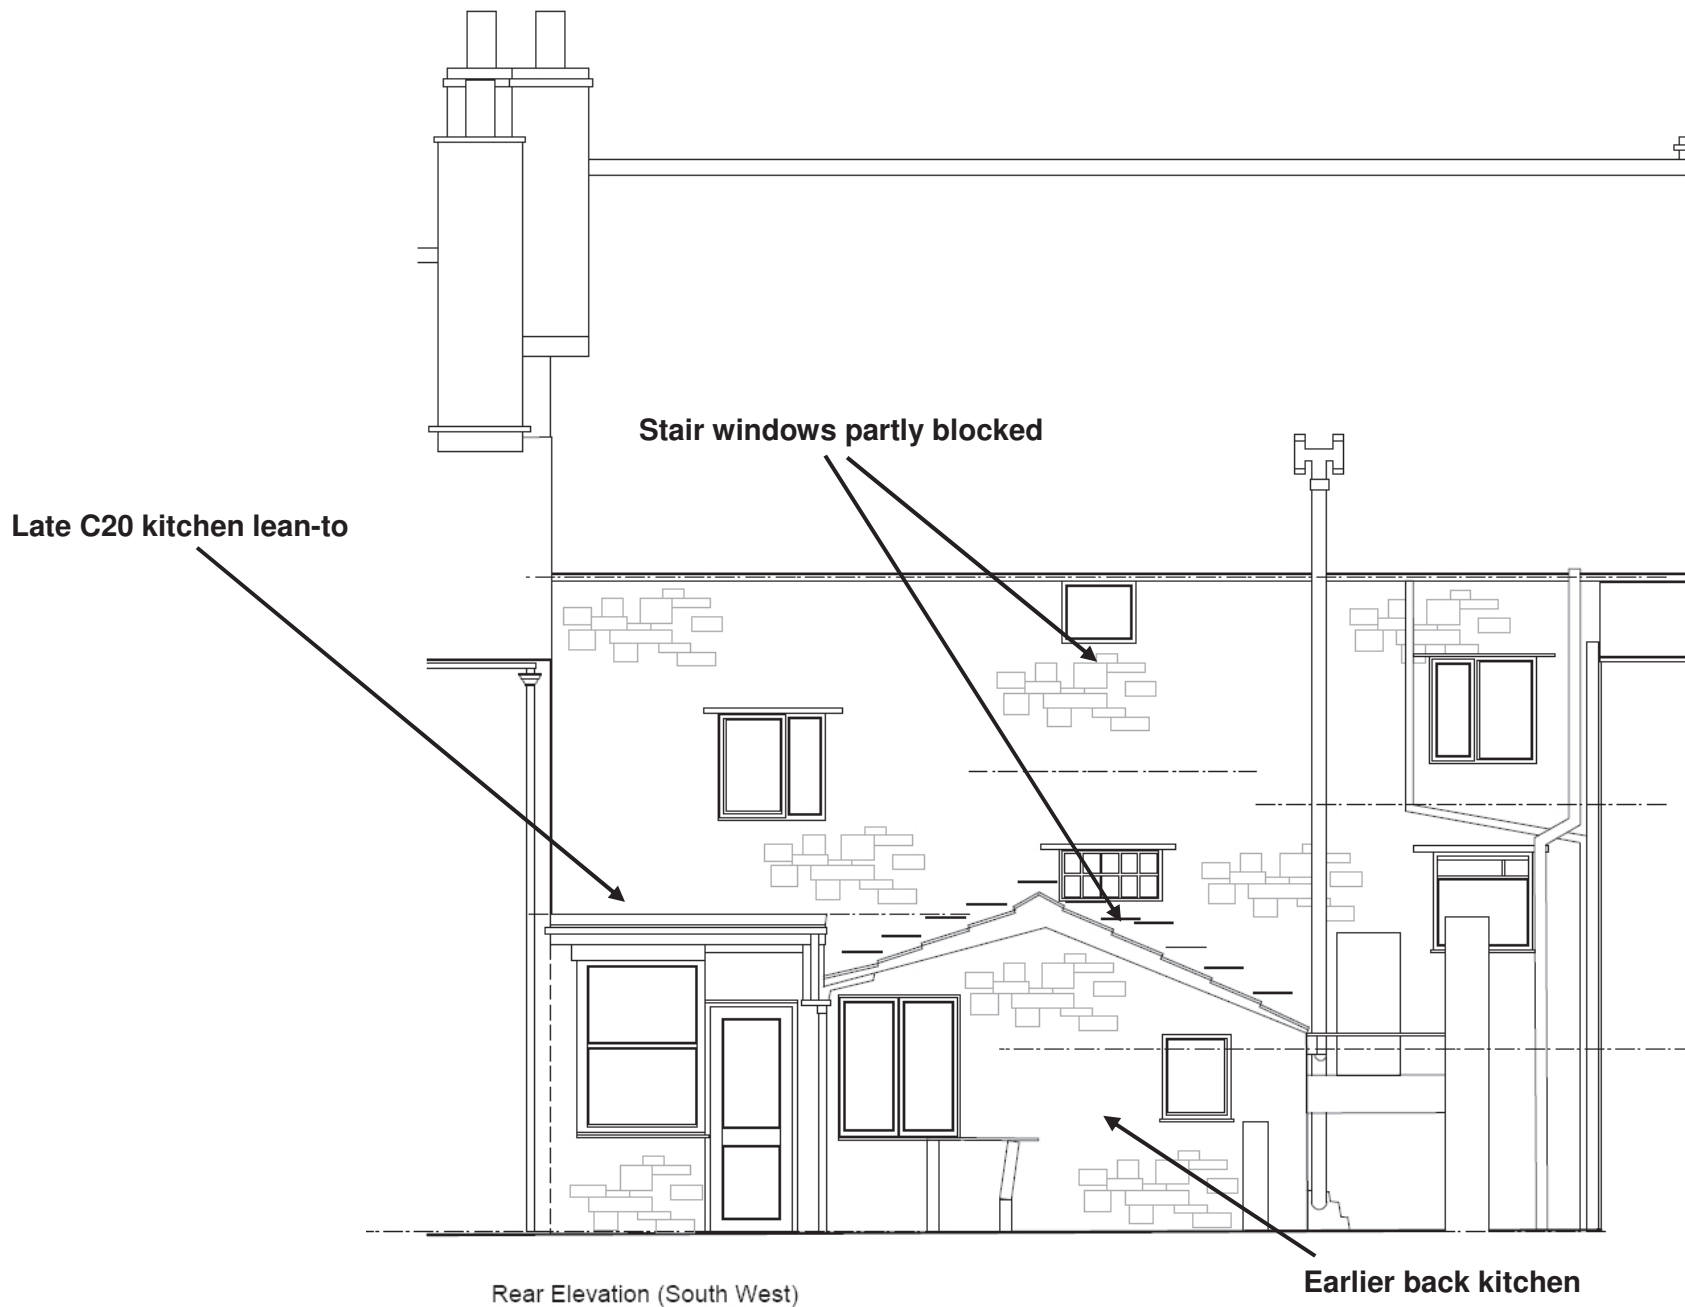 Stair windows partly blocked
Late C20 kitchen lean-to
Earlier back kitchen
Rear Elevation (South West)